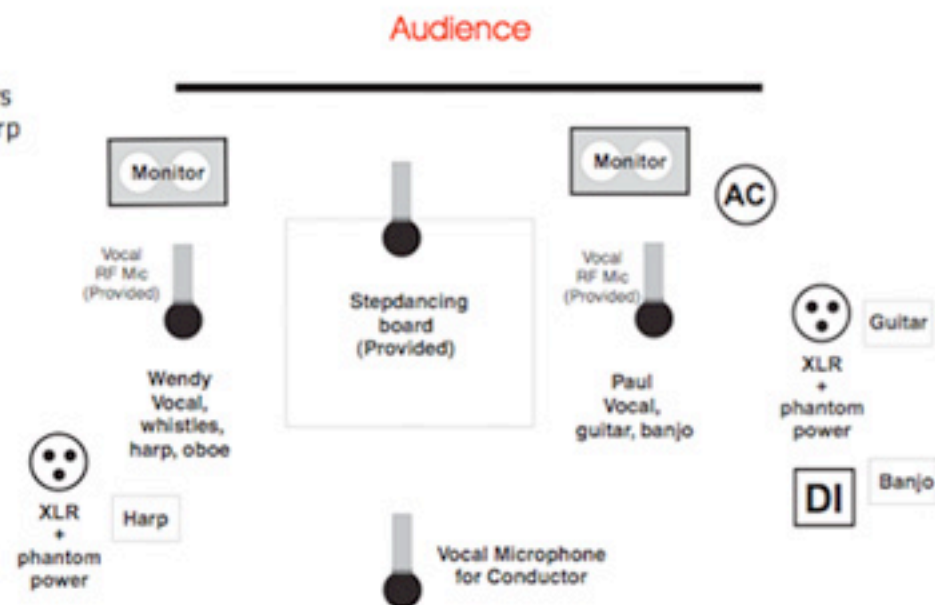 Audience
Monitor
Monitor
AC
Vocal
RF Mic
(Provided)
Vocal
RF Mic
(Provided)
Stepdancing
board
(Provided)
Guitar
XLR
+
phantom
power
Wendy
Vocal,
whistles,
harp, oboe
Paul
Vocal,
guitar, banjo
XLR
+
phantom
power
Harp
DI
Banjo
Vocal Microphone
for Conductor